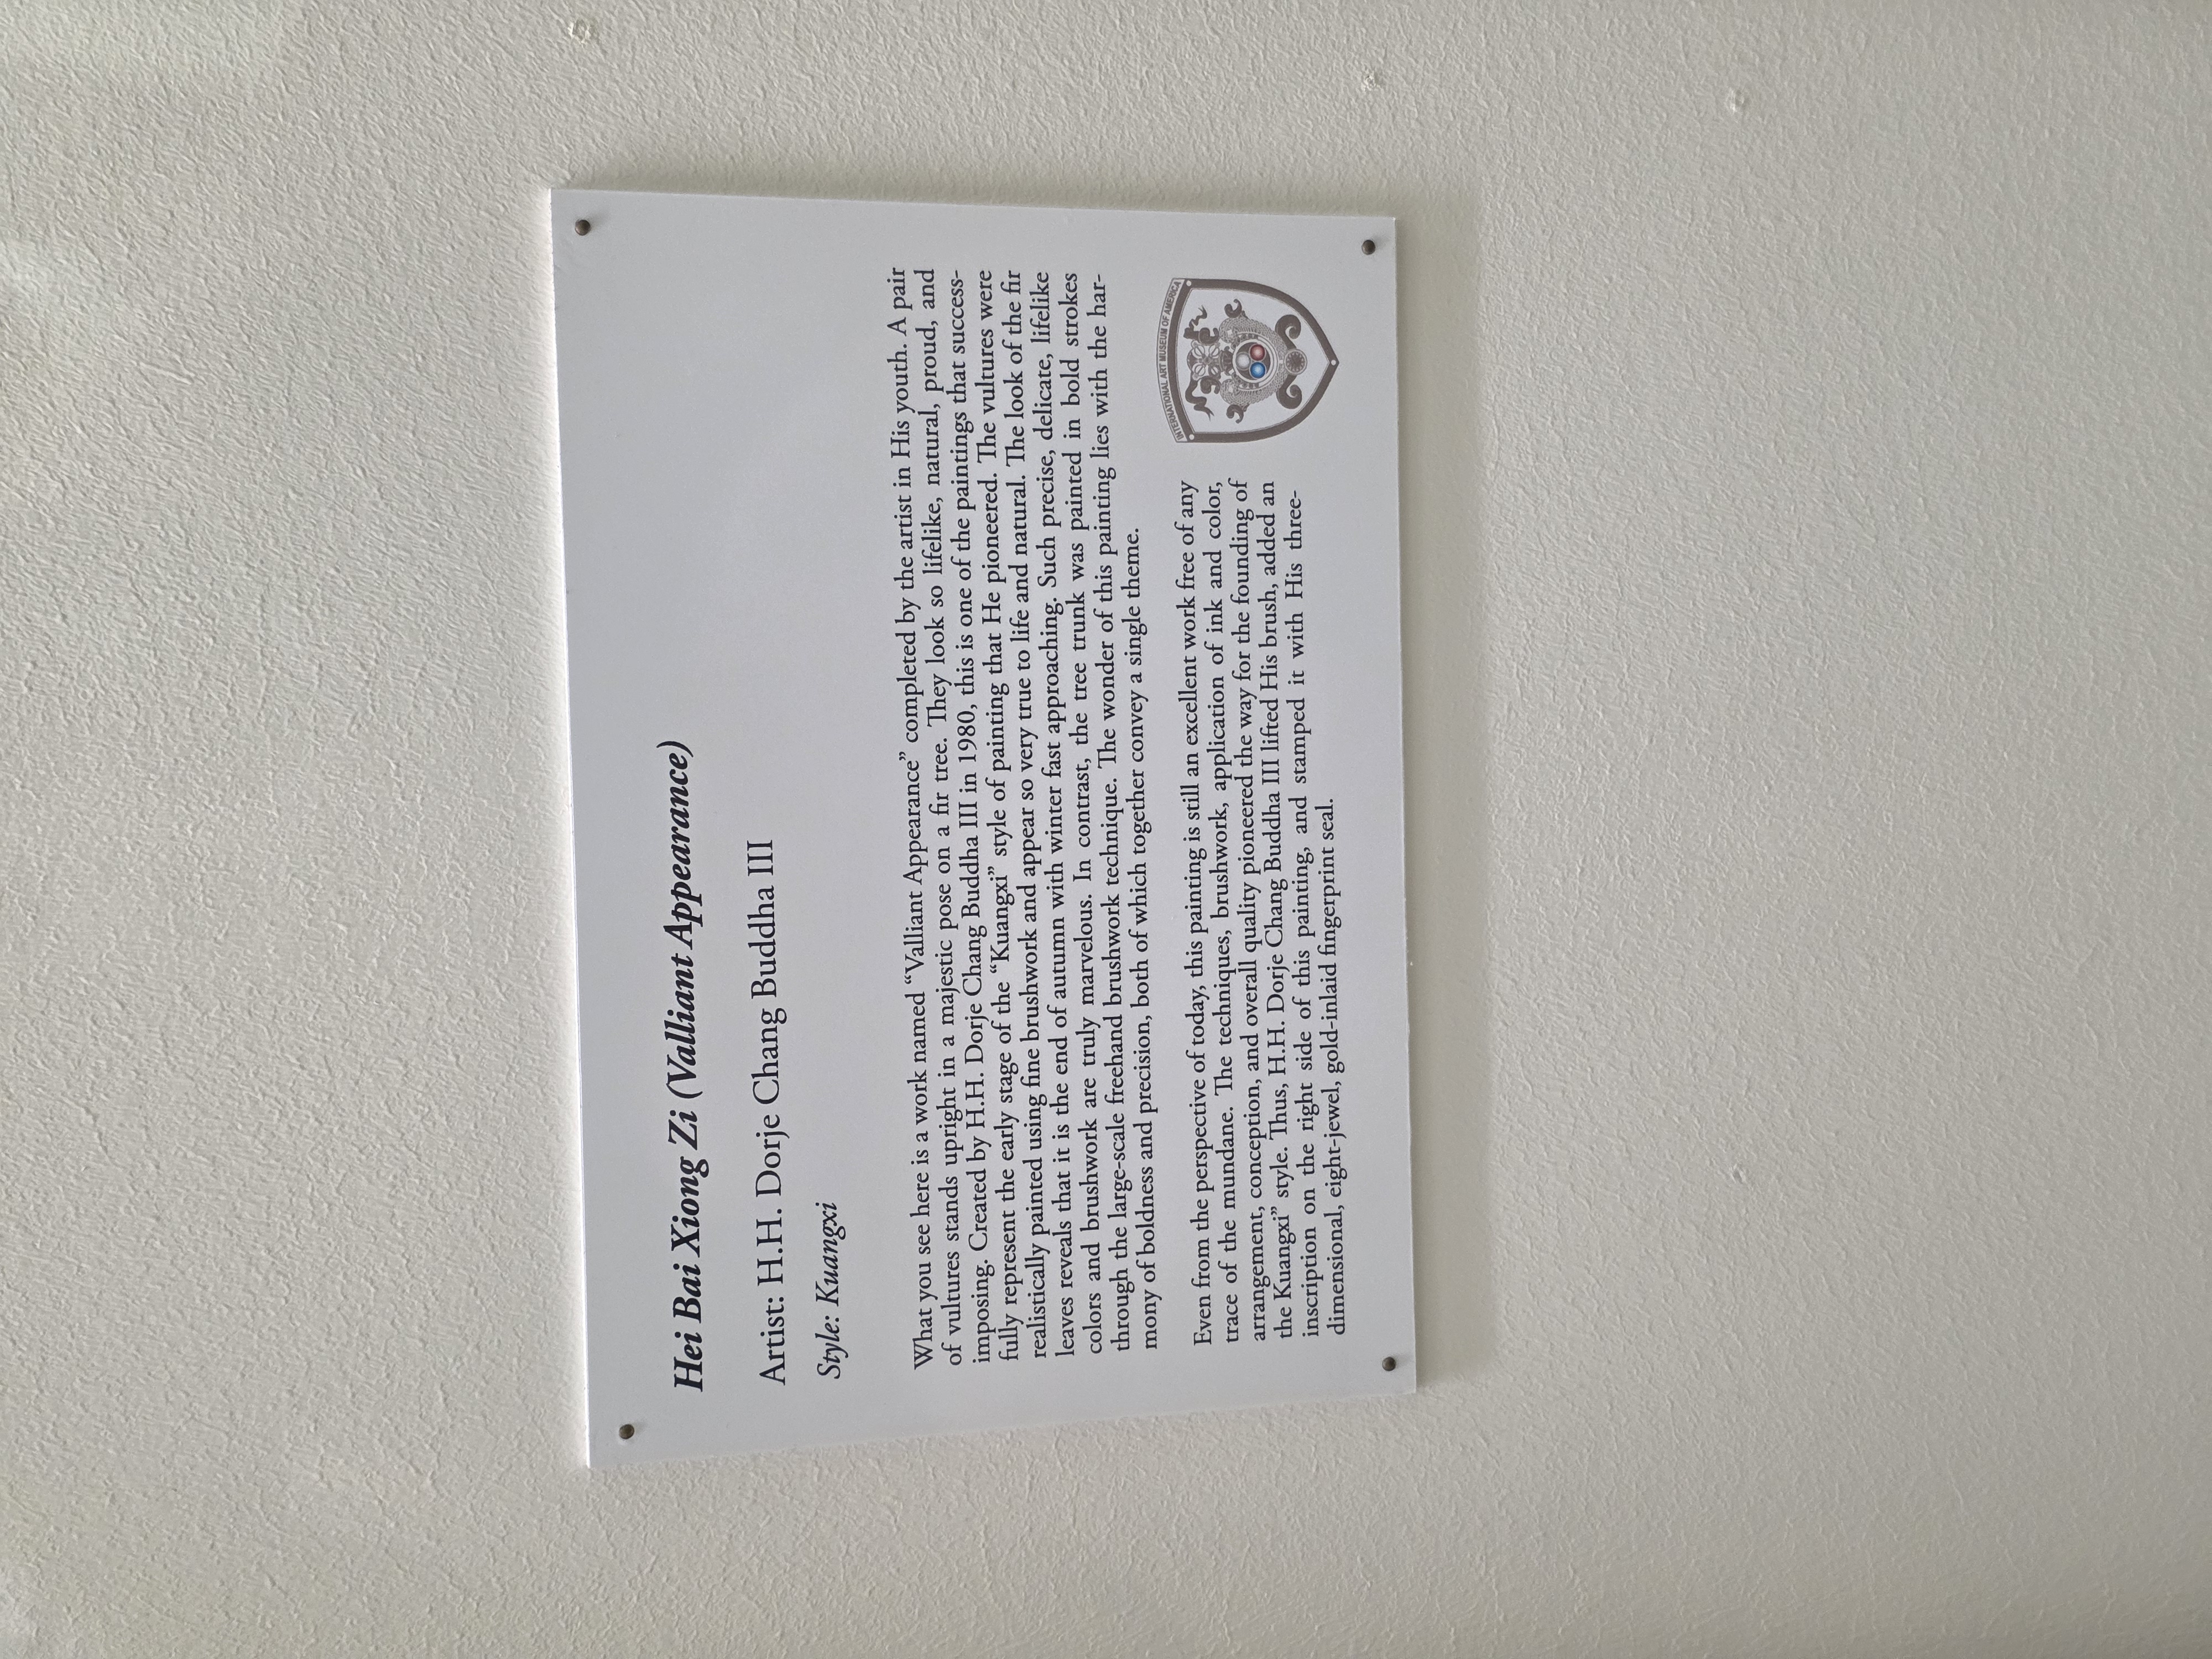 Hei Bai Xiong Zi (Valliant Appearance)
Artist: H.H. Dorje Chang Buddha III
Style: Kuangxi
What you see here is a work named “Valliant Appearance” completed by the artist in His youth. A pair
of vultures stands upright in a majestic pose on a fir tree. They look so lifelike, natural, proud, and
imposing. Created by H.H. Dorje Chang Buddha III in 1980, this is one of the paintings that success-
fully represent the early stage of the “Kuangxi” style of painting that He pioneered. The vultures were
realistically painted using fine brushwork and appear so very true to life and natural. The look of the fir
leaves reveals that it is the end of autumn with winter fast approaching. Such precise, delicate, lifelike
colors and brushwork are truly marvelous. In contrast, the tree trunk was painted in bold strokes
through the large-scale freehand brushwork technique. The wonder of this painting lies with the har-
mony of boldness and precision, both of which together convey a single theme.
Even from the perspective of today, this painting is still an excellent work free of any
trace of the mundane. The techniques, brushwork, application of ink and color,
arrangement, conception, and overall quality pioneered the way for the founding of
the Kuangxi” style. Thus, H.H. Dorje Chang Buddha III lifted His brush, added an
inscription on the right side of this painting, and stamped it with His three-
dimensional, eight-jewel, gold-inlaid fingerprint seal.
INTERNATIONAL ART MUSEUM OF AMERICA